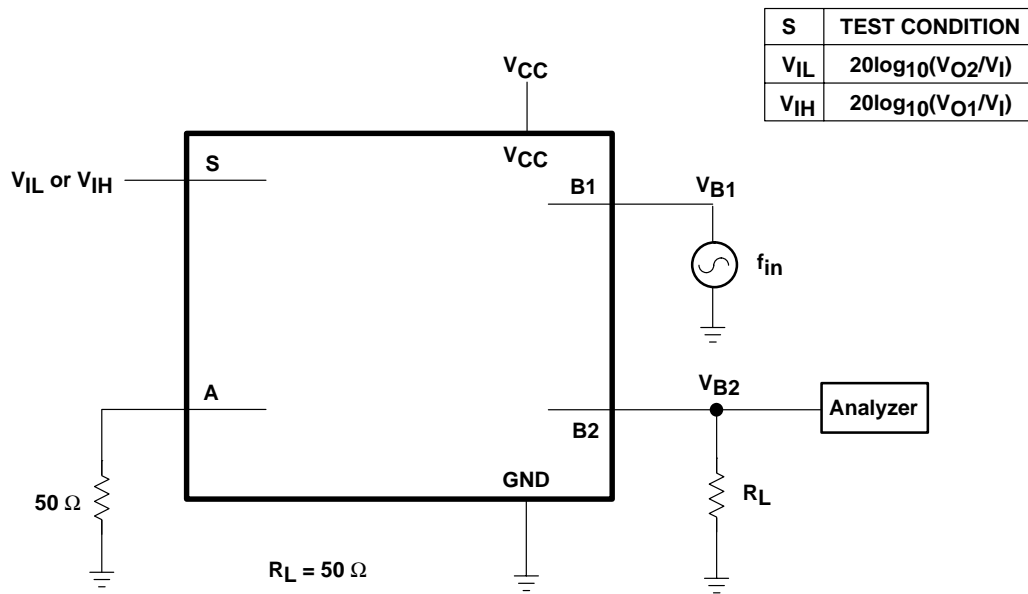 S TEST CONDITION
VIL 20log10(VO2/VI)
VIH 20log10(VO1/VI)
VCC
VCC
S
VIL or VIH
B1
VB1
fin
A
VB2
B2
Analyzer
GND
50 Ω
RL
RL = 50 Ω